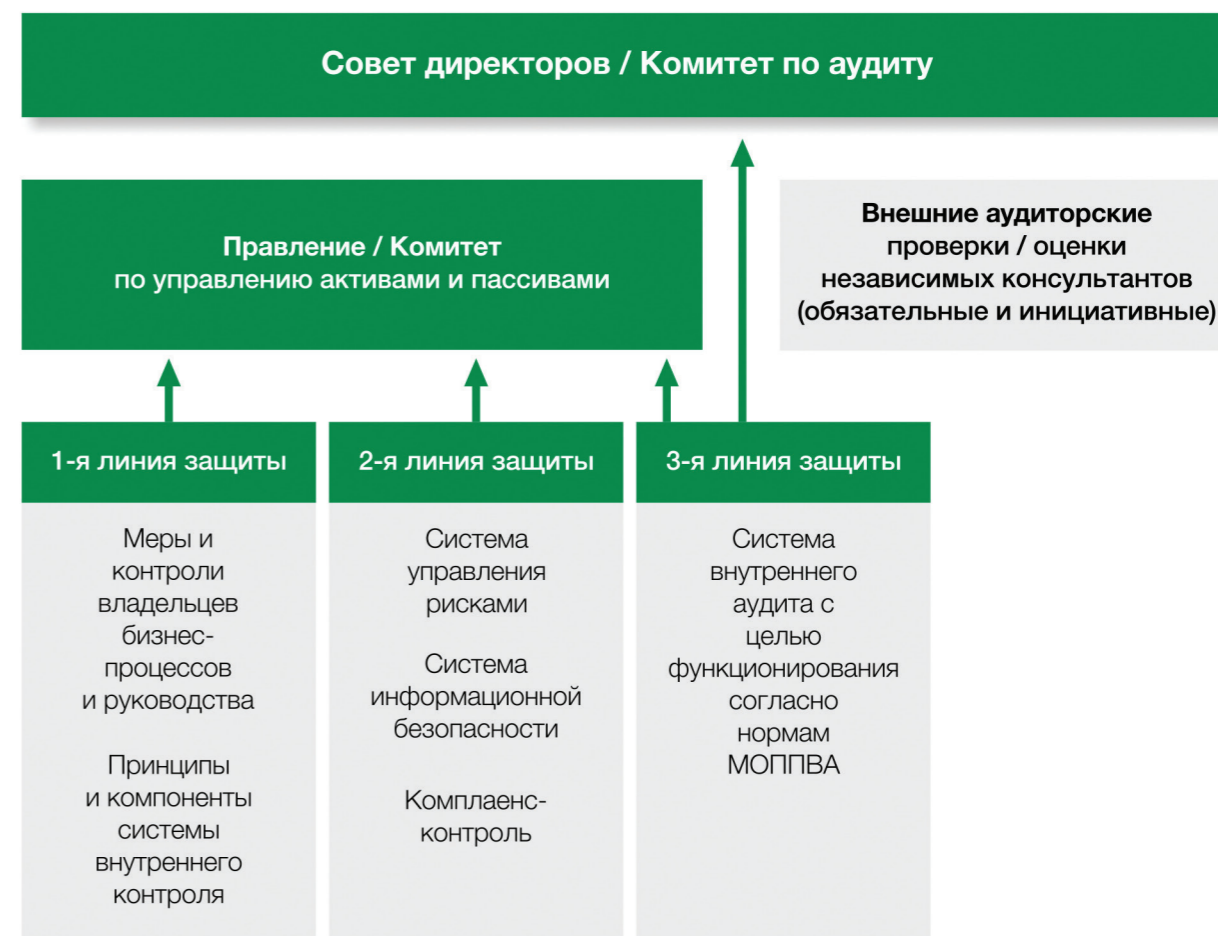 Совет директоров / Комитет по аудиту
Правление / Комитет
по управлению активами и пассивами
Внешние аудиторские
проверки / оценки
независимых консультантов
(обязательные и инициативные)
1-я линия защиты
Меры и
контроли
владельцев
бизнес-
процессов
и руководства
Принципы
и компоненты
системы
внутреннего
контроля
2-я линия защиты
Система
управления
рисками
Система
информационной
безопасности
Комплаенс-
контроль
3-я линия защиты
Система
внутреннего
аудита с
целью
функционирования
согласно
нормам
МОППВА